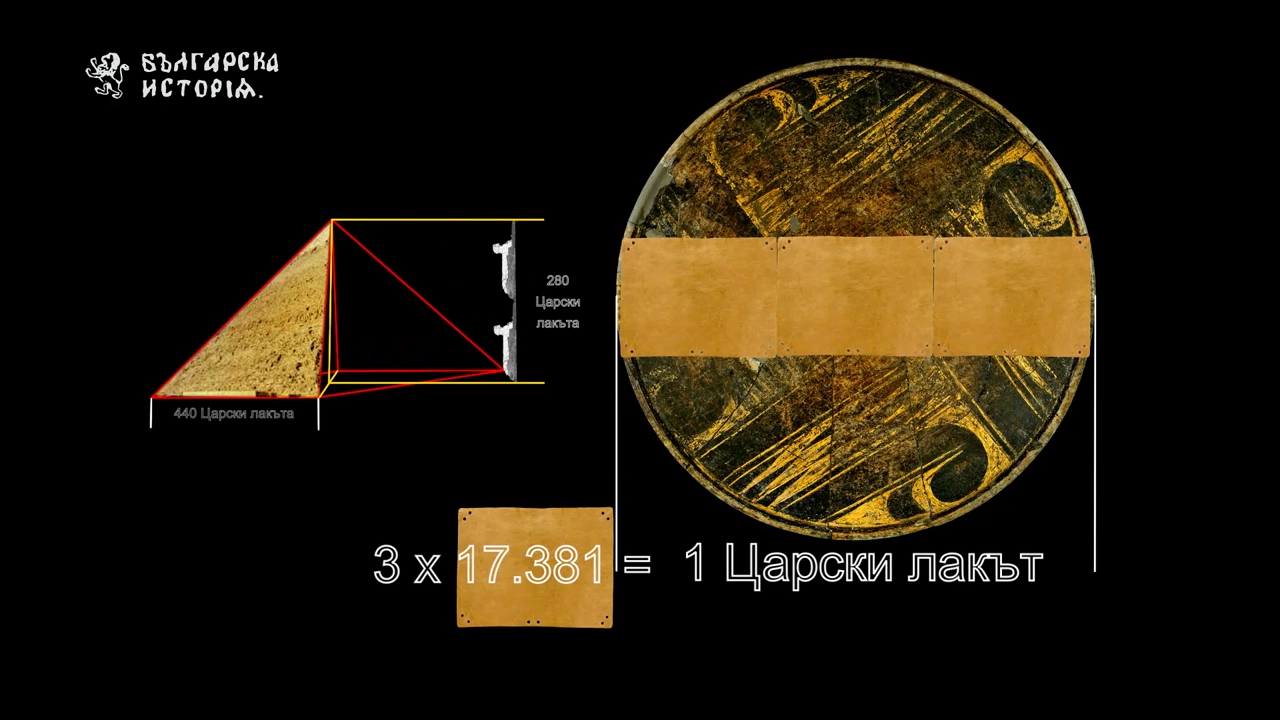 БЪЛГАРСКА
ИСТОРІѦ.
280
Царски
лакъта
440 Царски лакъта
3 x 17.381 = 1 Царски лакът